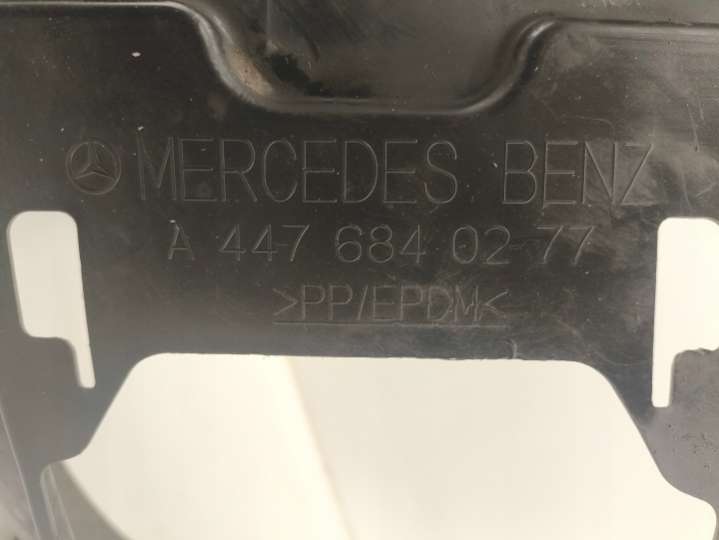 MERCEDES BENZ
A 447 684 02 77
>PP/EPDM<